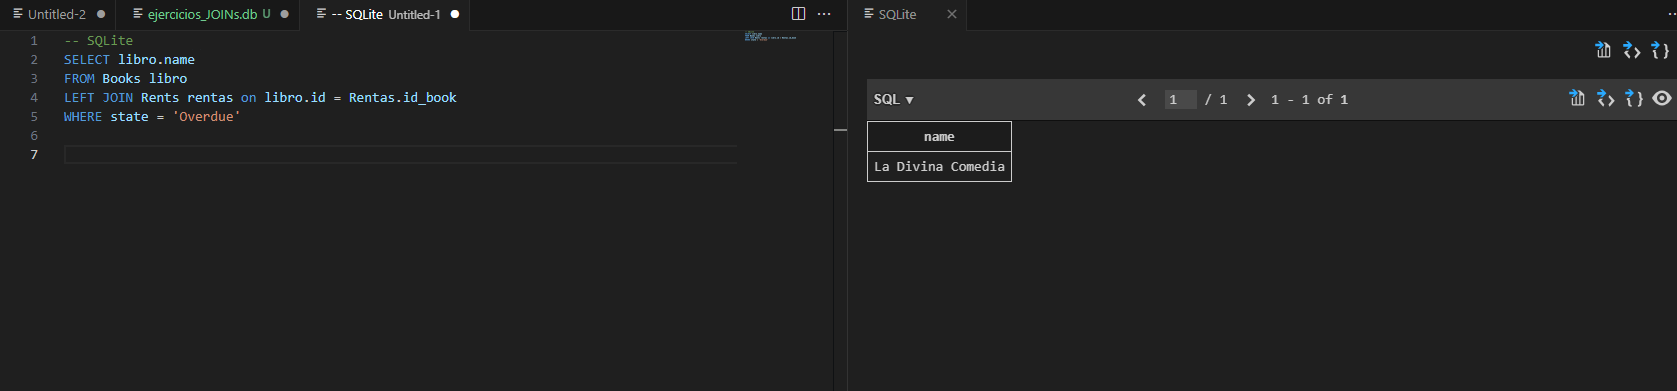 Untitled-2
ejercicios_JOINs.db U
-- SQLite Untitled-1
SQLite
1 -- SQLite
2 SELECT libro.name
3 FROM Books libro
4 LEFT JOIN Rents rentas on libro.id = Rentas.id_book
5 WHERE state = 'Overdue'
6
7
SQL ▾ 1 / 1 1 - 1 of 1
name
La Divina Comedia